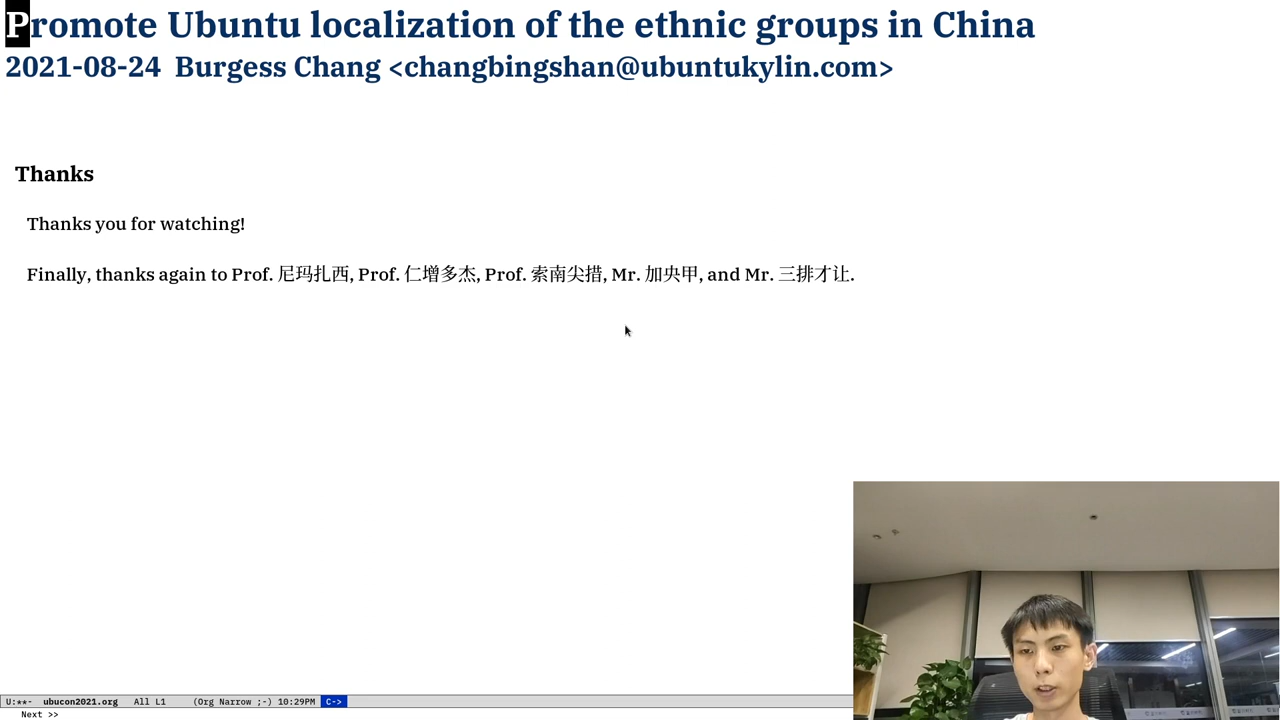 Promote Ubuntu localization of the ethnic groups in China
2021-08-24 Burgess Chang <changbingshan@ubuntukylin.com>
Thanks
Thanks you for watching!
Finally, thanks again to Prof. 尼玛扎西, Prof. 仁增多杰, Prof. 索南尖措, Mr. 加央甲, and Mr. 三排才让.
U:**- ubucon2021.org All L1 (Org Narrow ;-) 10:29PM C->
Next >>